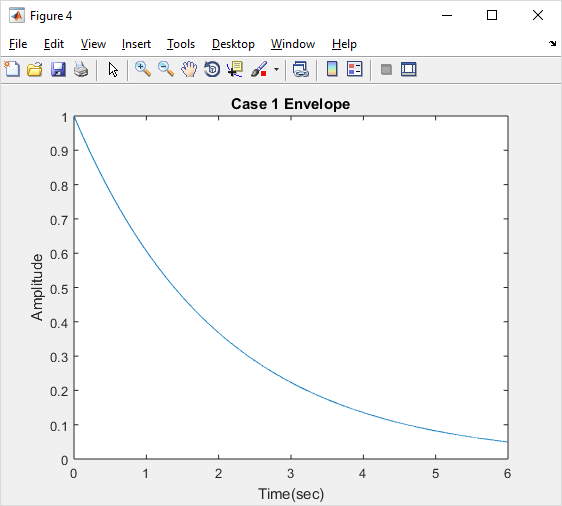 Figure 4
File Edit View Insert Tools Desktop Window Help
Case 1 Envelope
1
0.9
0.8
0.7
0.6
0.5
0.4
0.3
0.2
0.1
0
Amplitude
0 1 2 3 4 5 6
Time(sec)